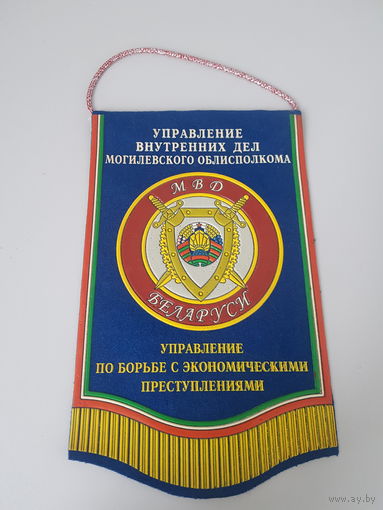 УПРАВЛЕНИЕ
ВНУТРЕННИХ ДЕЛ
МОГИЛЕВСКОГО ОБЛИСПОЛКОМА
МВД
БЕЛАРУСИ
УПРАВЛЕНИЕ
ПО БОРЬБЕ С ЭКОНОМИЧЕСКИМИ
ПРЕСТУПЛЕНИЯМИ
www.ay.by